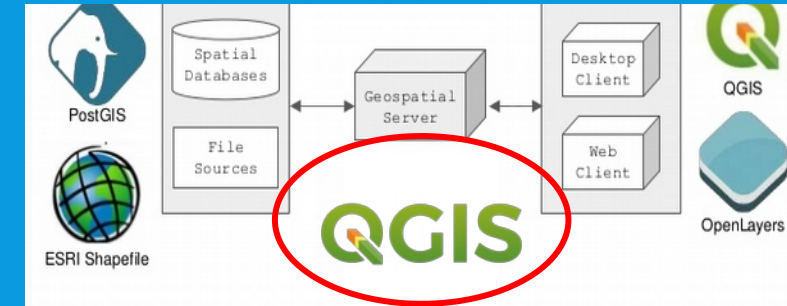 PostGIS
ESRI Shapefile
Spatial
Databases
File
Sources
Geospatial
Server
QGIS
Desktop
Client
Web
Client
QGIS
OpenLayers